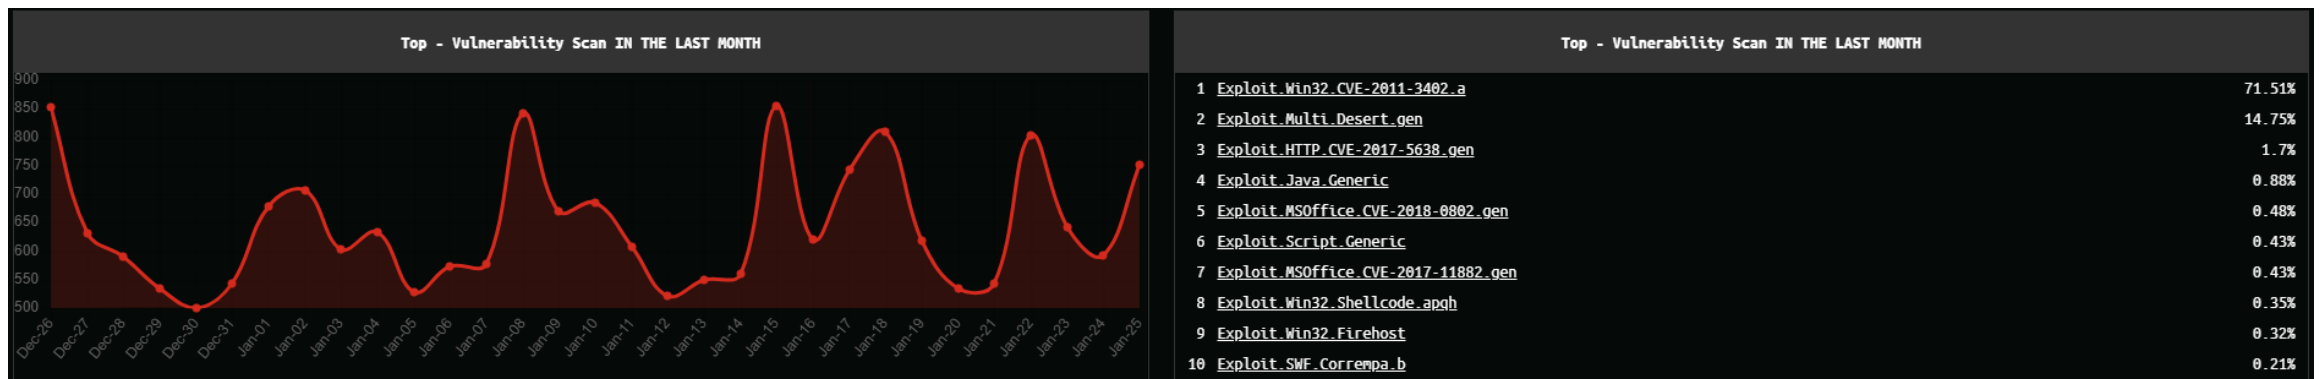 Top - Vulnerability Scan IN THE LAST MONTH
900
850
800
750
700
650
600
550
500
Dec-26
Dec-27
Dec-28
Dec-29
Dec-30
Dec-31
Jan-01
Jan-02
Jan-03
Jan-04
Jan-05
Jan-06
Jan-07
Jan-08
Jan-09
Jan-10
Jan-11
Jan-12
Jan-13
Jan-14
Jan-15
Jan-16
Jan-17
Jan-18
Jan-19
Jan-20
Jan-21
Jan-22
Jan-23
Jan-24
Jan-25
Top - Vulnerability Scan IN THE LAST MONTH
1 Exploit.Win32.CVE-2011-3402.a 71.51%
2 Exploit.Multi.Desert.gen 14.75%
3 Exploit.HTTP.CVE-2017-5638.gen 1.7%
4 Exploit.Java.Generic 0.88%
5 Exploit.MSOffice.CVE-2018-0802.gen 0.48%
6 Exploit.Script.Generic 0.43%
7 Exploit.MSOffice.CVE-2017-11882.gen 0.43%
8 Exploit.Win32.Shellcode.apqh 0.35%
9 Exploit.Win32.Firehost 0.32%
10 Exploit.SWF.Corrempa.b 0.21%